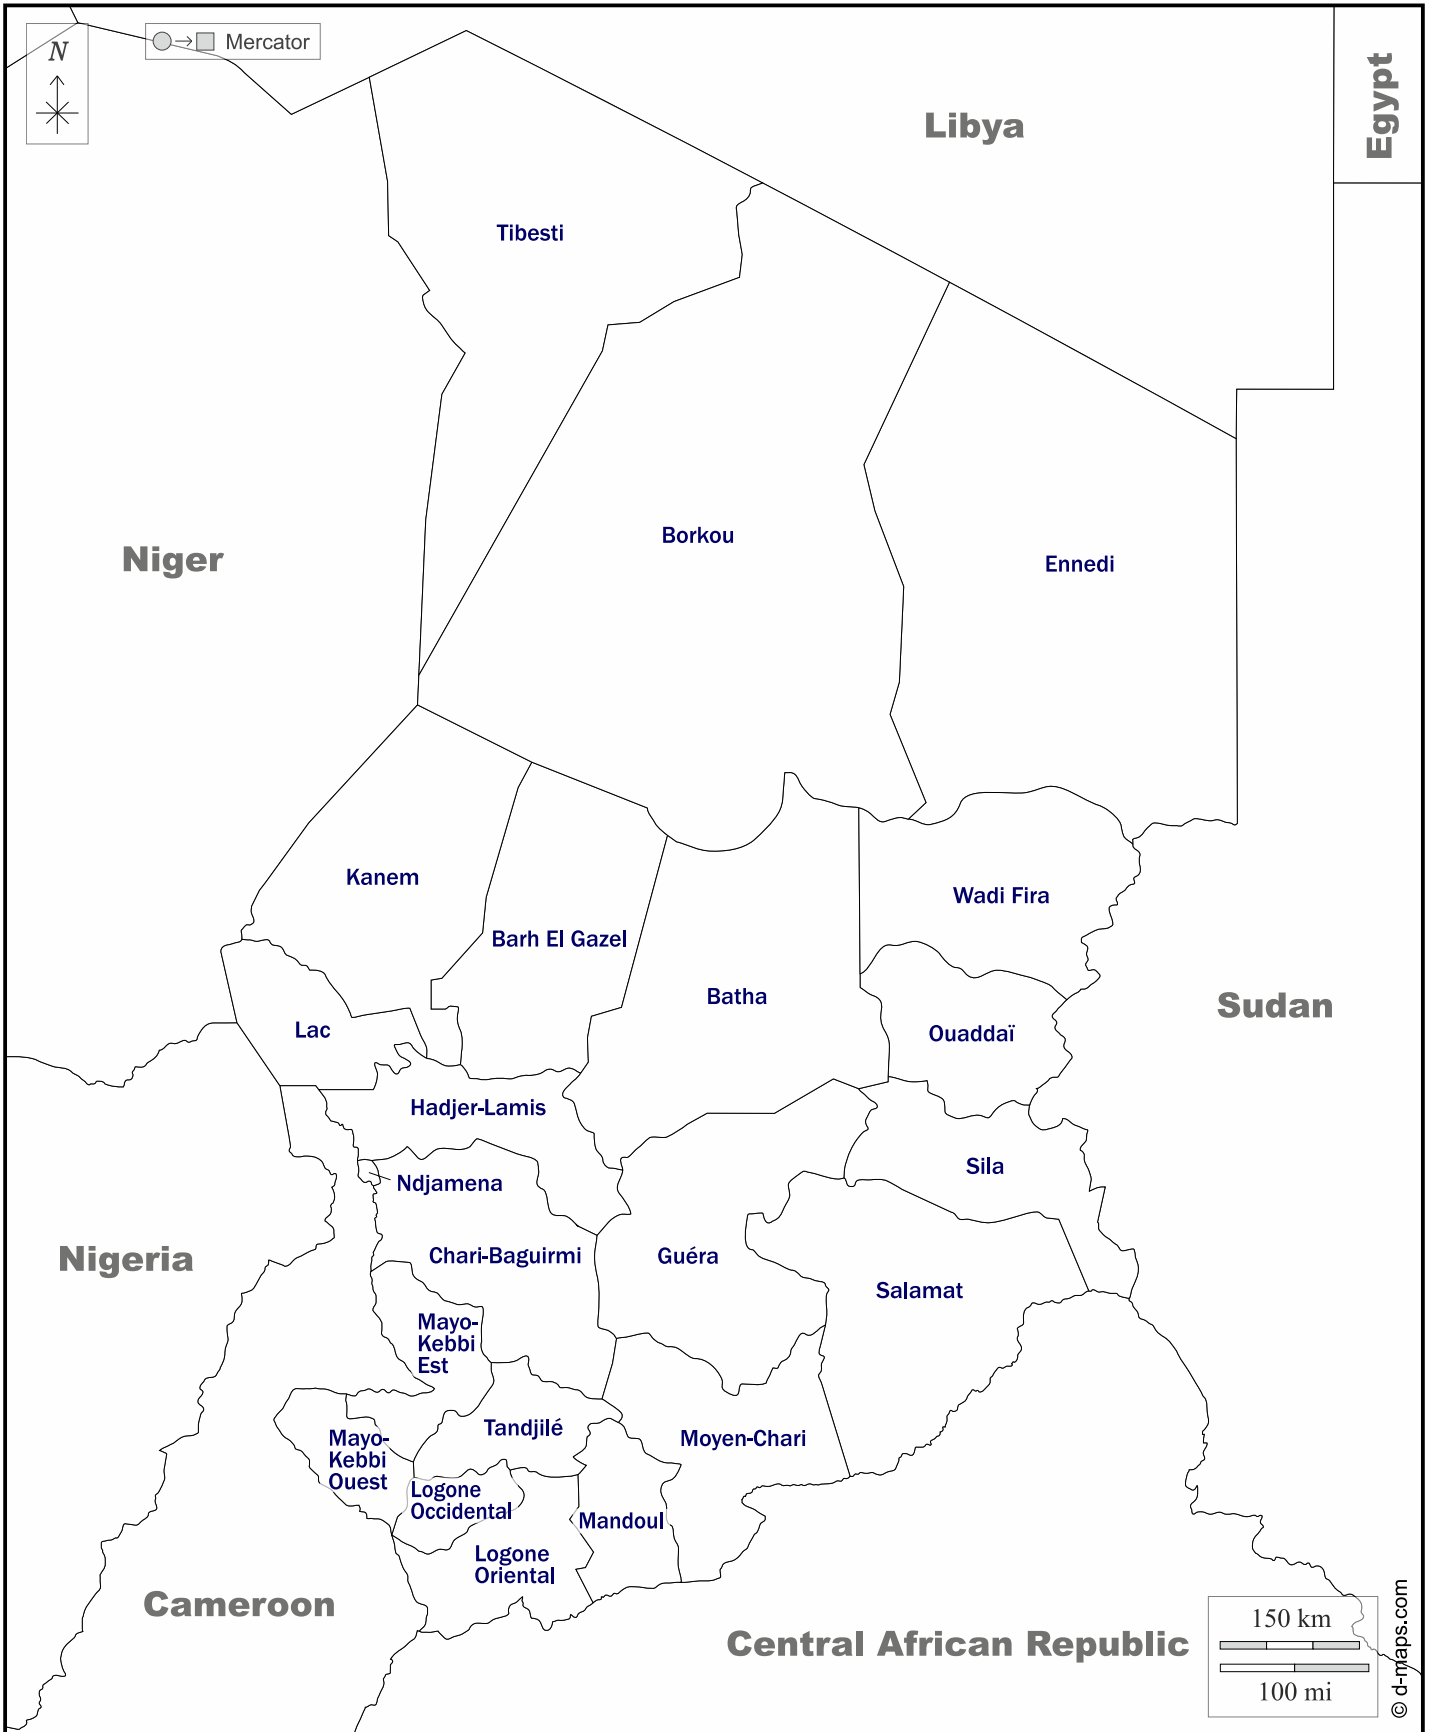 N
Mercator
Libya
Egypt
Tibesti
Borkou
Niger
Ennedi
Kanem
Wadi Fira
Barh El Gazel
Batha
Sudan
Lac
Ouaddaï
Hadjer-Lamis
Sila
Ndjamena
Nigeria
Chari-Baguirmi
Guéra
Salamat
Mayo-
Kebbi
Est
Tandjilé
Moyen-Chari
Mayo-
Kebbi
Ouest
Logone
Occidental
Mandoul
Logone
Oriental
Cameroon
Central African Republic
150 km
100 mi
© d-maps.com